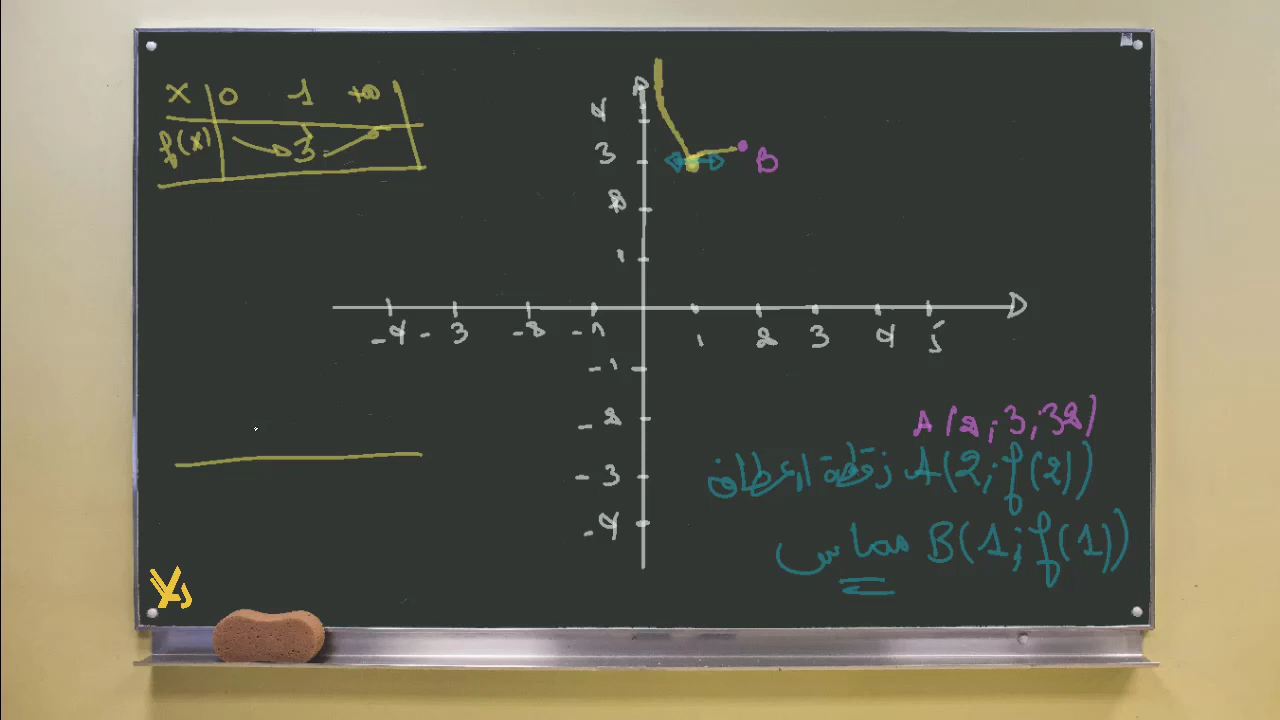 x 0 1 +∞
f(x) 3
4
3
2
1
B
-4 -3 -2 -1 1 2 3 4 5
-1
-2
-3
-4
A(2;3,32)
A(2;f(2)) نقطة انعطاف
B(1;f(1)) مماس
YAs